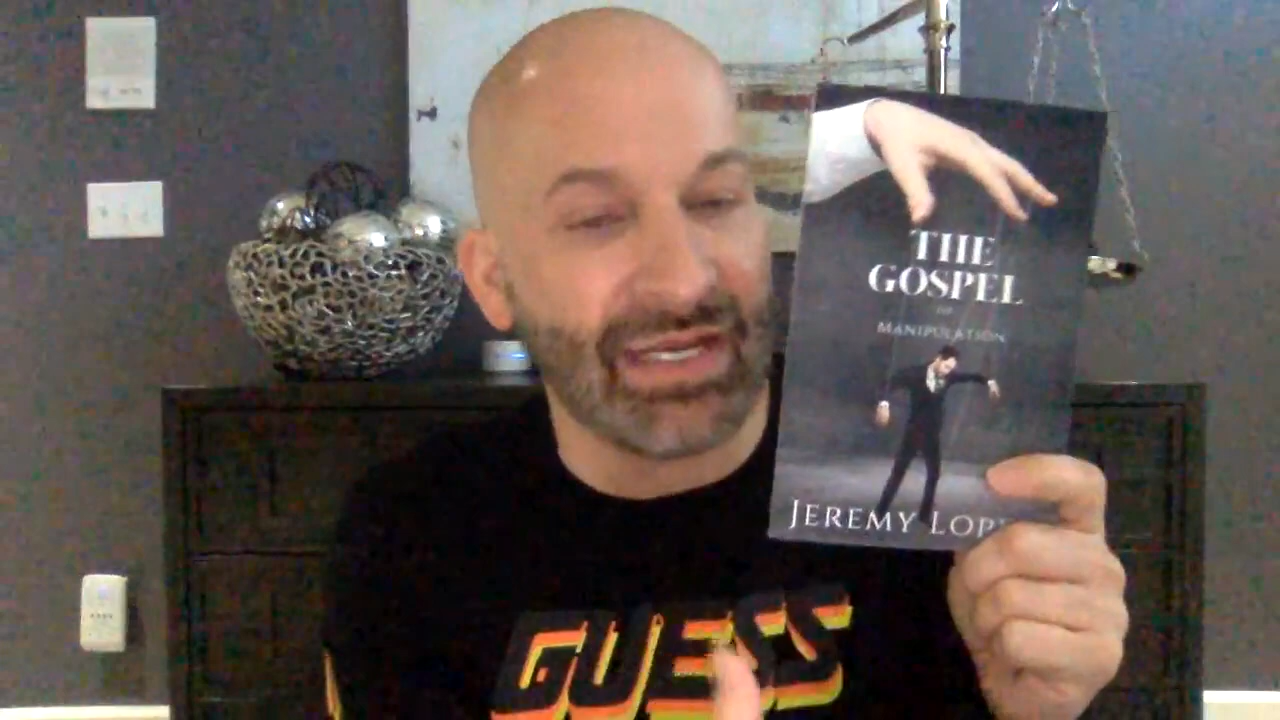 THE
GOSPEL
OF
MANIPULATION
JEREMY LOP
GUESS